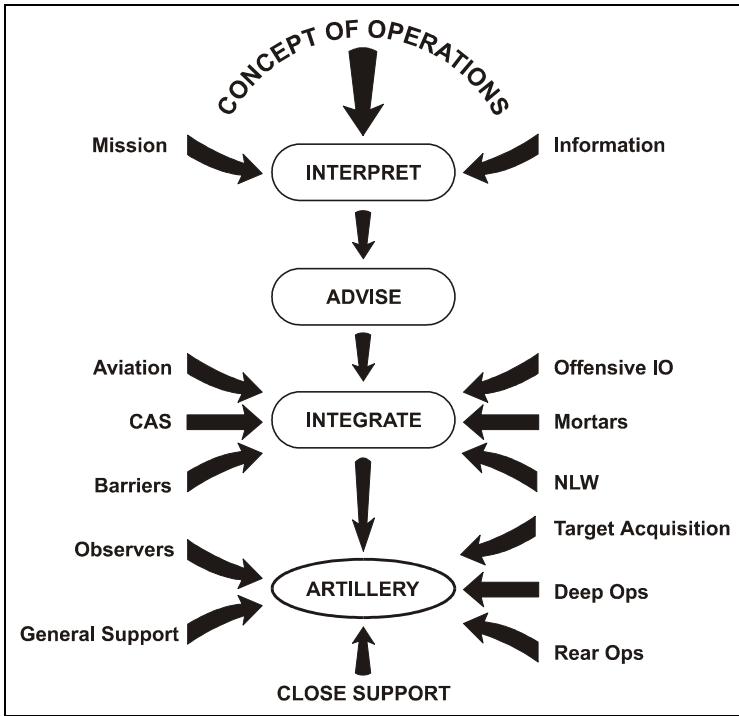 CONCEPT OF OPERATIONS
Mission
Information
INTERPRET
ADVISE
Aviation
Offensive IO
CAS
INTEGRATE
Mortars
Barriers
NLW
Target Acquisition
Observers
ARTILLERY
Deep Ops
General Support
Rear Ops
CLOSE SUPPORT